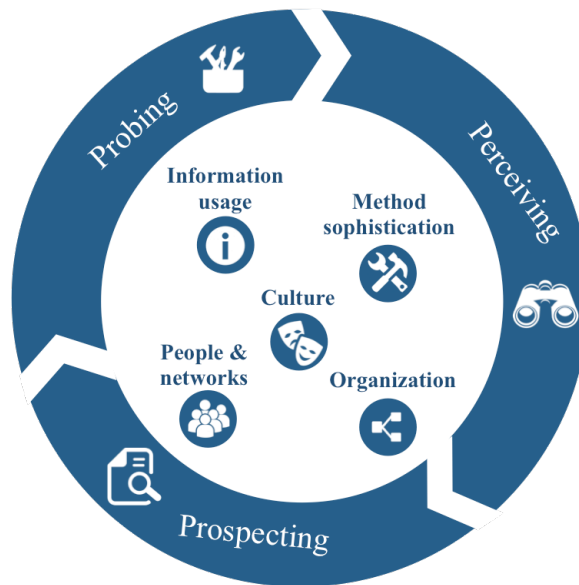 Probing
Perceiving
Information
usage
Method
sophistication
Culture
People &
networks
Organization
Prospecting